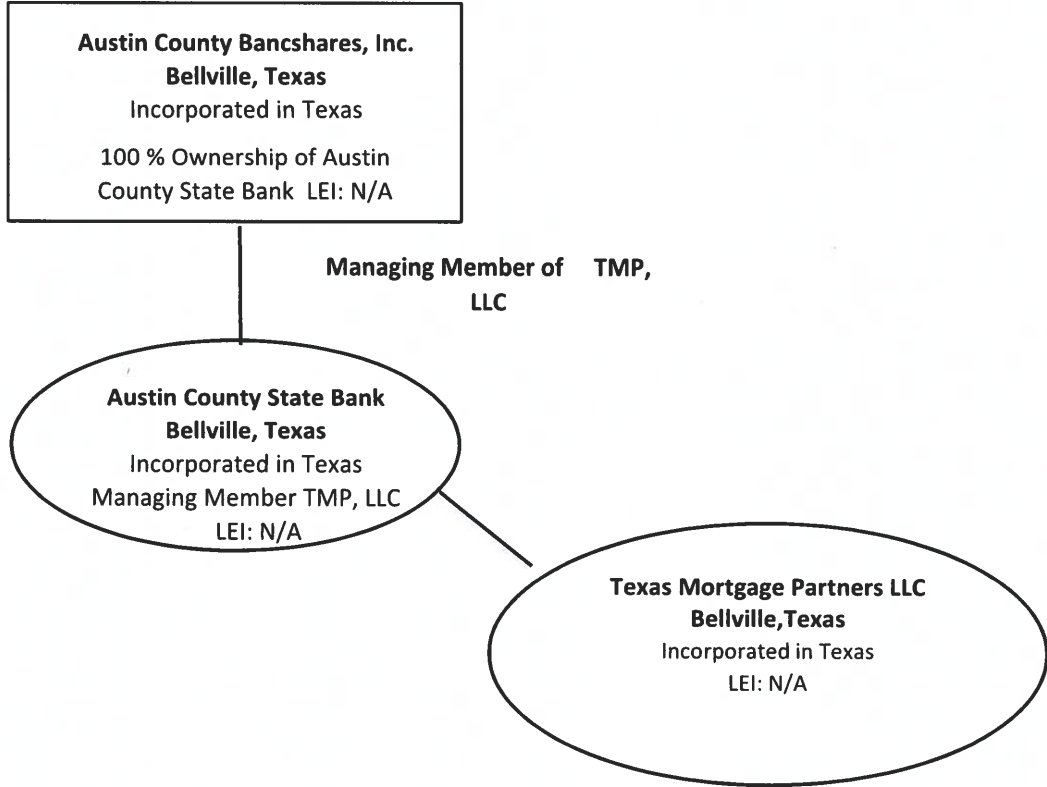 Austin County Bancshares, Inc.
Bellville, Texas
Incorporated in Texas
100 % Ownership of Austin
County State Bank LEI: N/A
Managing Member of TMP,
LLC
Austin County State Bank
Bellville, Texas
Incorporated in Texas
Managing Member TMP, LLC
LEI: N/A
Texas Mortgage Partners LLC
Bellville,Texas
Incorporated in Texas
LEI: N/A